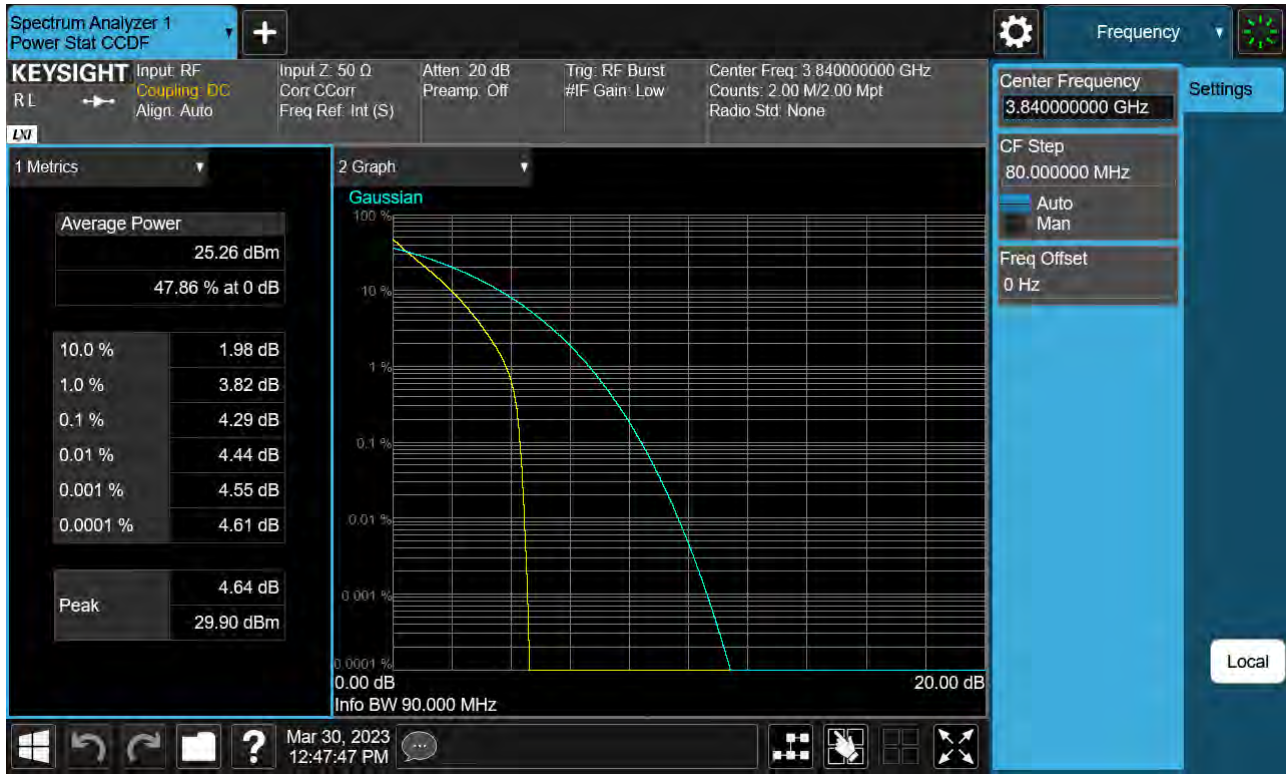 Spectrum Analyzer 1
Power Stat CCDF
+
Frequency
KEYSIGHT
RL
LXI
Input: RF
Coupling: DC
Align: Auto
Input Z: 50 Ω
Corr CCorr
Freq Ref: Int (S)
Atten: 20 dB
Preamp: Off
Trig: RF Burst
#IF Gain: Low
Center Freq: 3.840000000 GHz
Counts: 2.00 M/2.00 Mpt
Radio Std: None
Center Frequency
3.840000000 GHz
Settings
CF Step
80.000000 MHz
Auto
Man
Freq Offset
0 Hz
Local
1 Metrics
Average Power
25.26 dBm
47.86 % at 0 dB
10.0 % 1.98 dB
1.0 % 3.82 dB
0.1 % 4.29 dB
0.01 % 4.44 dB
0.001 % 4.55 dB
0.0001 % 4.61 dB
Peak
4.64 dB
29.90 dBm
2 Graph
Gaussian
100 %
10 %
1 %
0.1 %
0.01 %
0.001 %
0.0001 %
0.00 dB 20.00 dB
Info BW 90.000 MHz
?
Mar 30, 2023
12:47:47 PM